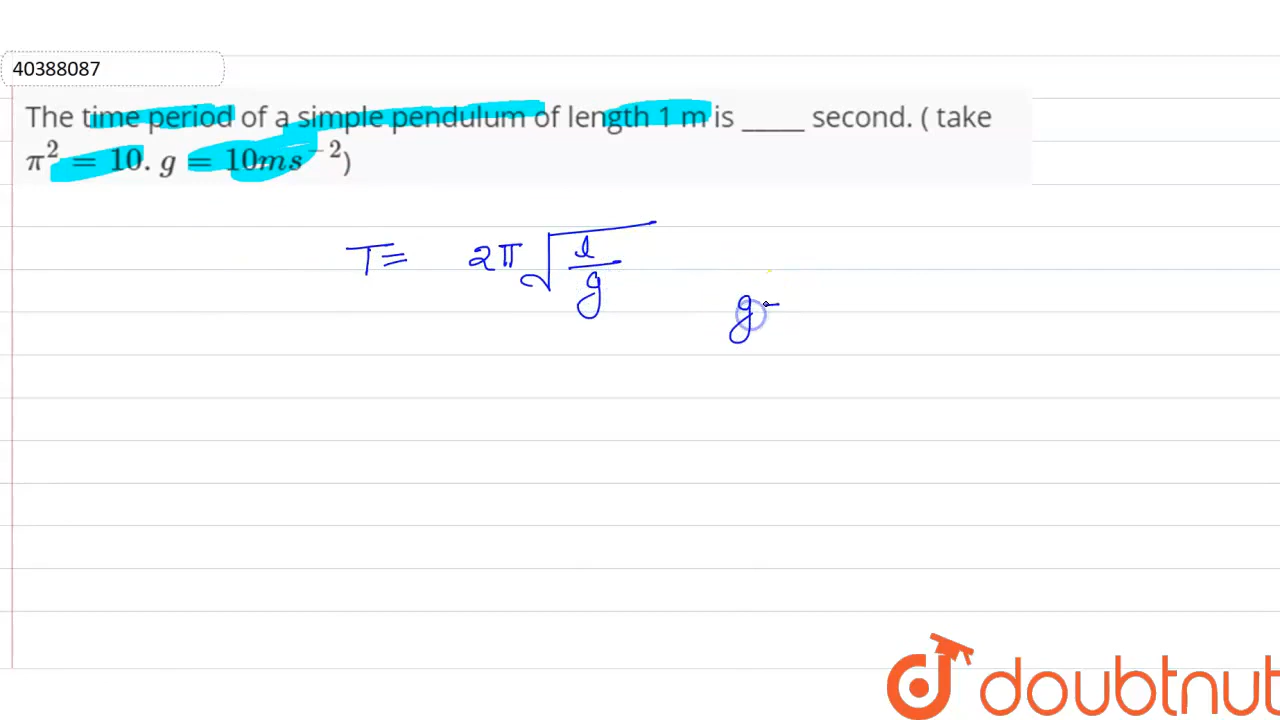 40388087
The time period of a simple pendulum of length 1 m is _____ second. ( take
π² = 10. g = 10ms⁻²)
T= 2π√(l/g)
g-
doubtnut